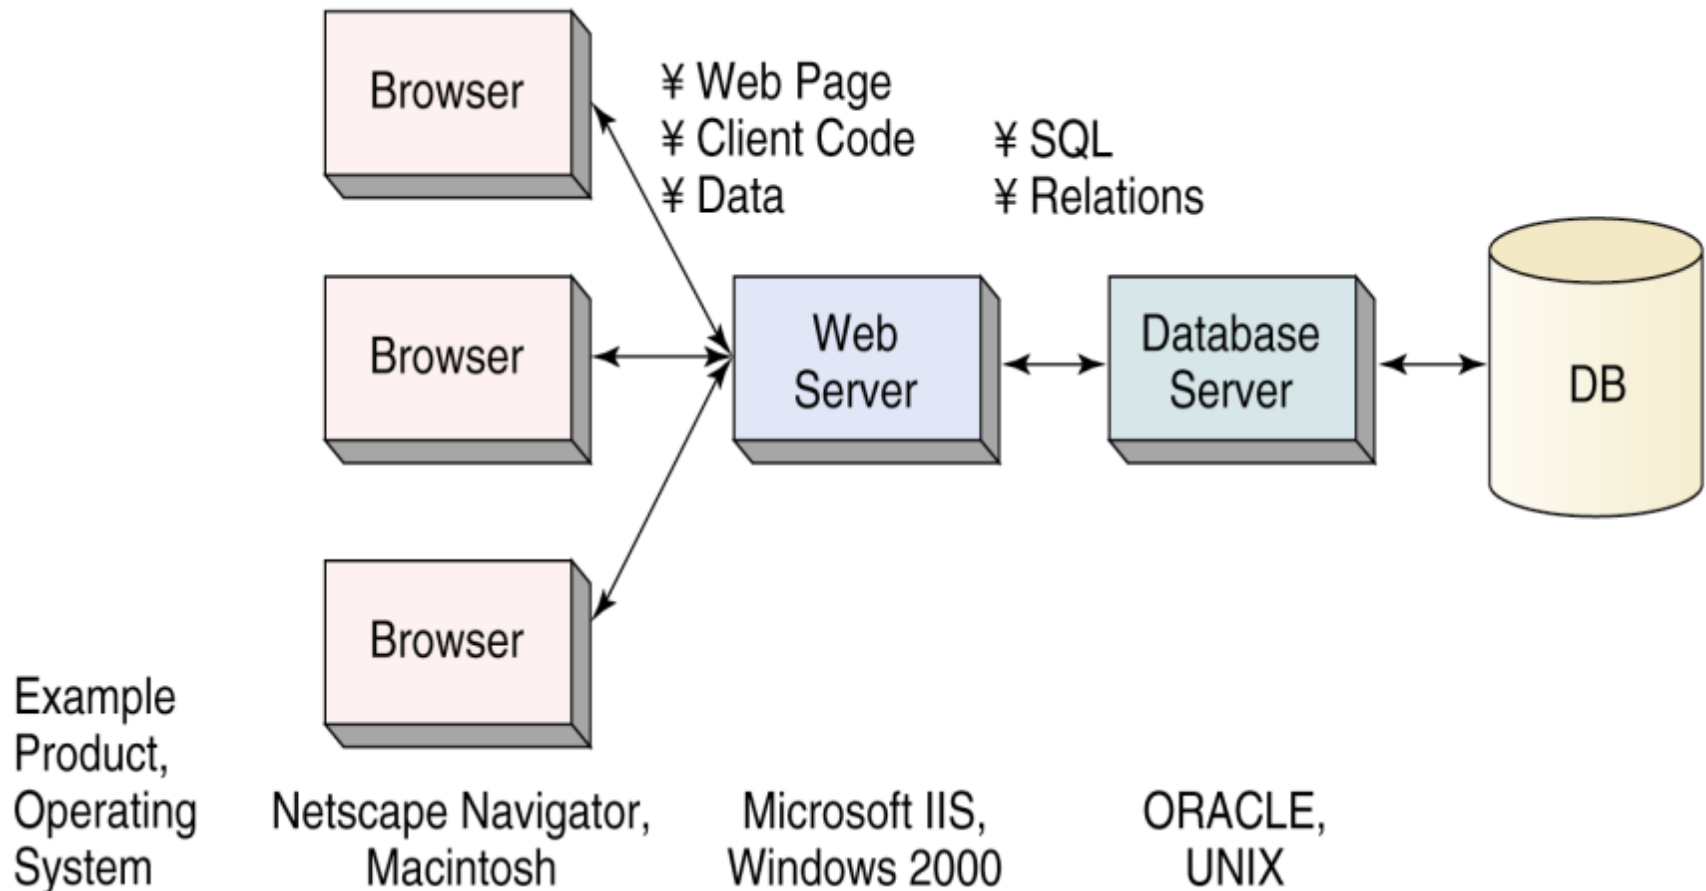 Browser
¥ Web Page
¥ Client Code
¥ Data
¥ SQL
¥ Relations
Browser
Web
Server
Database
Server
DB
Browser
Example
Product,
Operating
System
Netscape Navigator,
Macintosh
Microsoft IIS,
Windows 2000
ORACLE,
UNIX